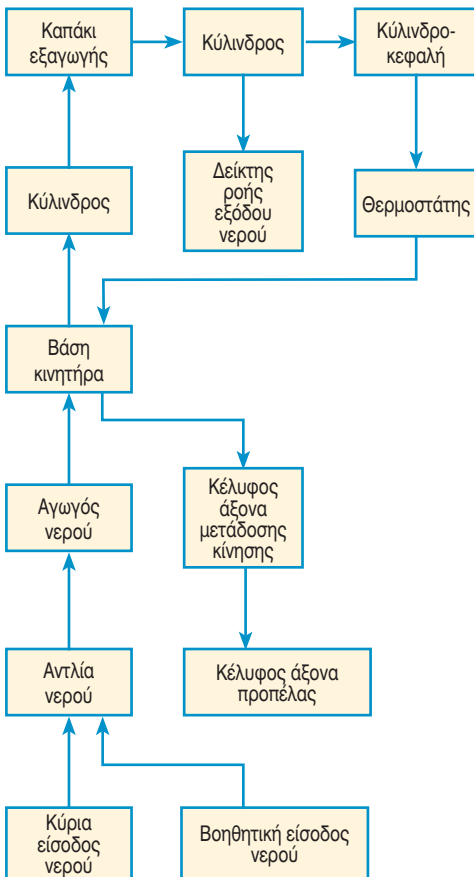 Καπάκι
εξαγωγής
Κύλινδρος
Κύλινδρο-
κεφαλή
Κύλινδρος
Δείκτης
ροής
εξόδου
νερού
Θερμοστάτης
Βάση
κινητήρα
Αγωγός
νερού
Κέλυφος
άξονα
μετάδοσης
κίνησης
Αντλία
νερού
Κέλυφος άξονα
προπέλας
Κύρια
είσοδος
νερού
Βοηθητική είσοδος
νερού